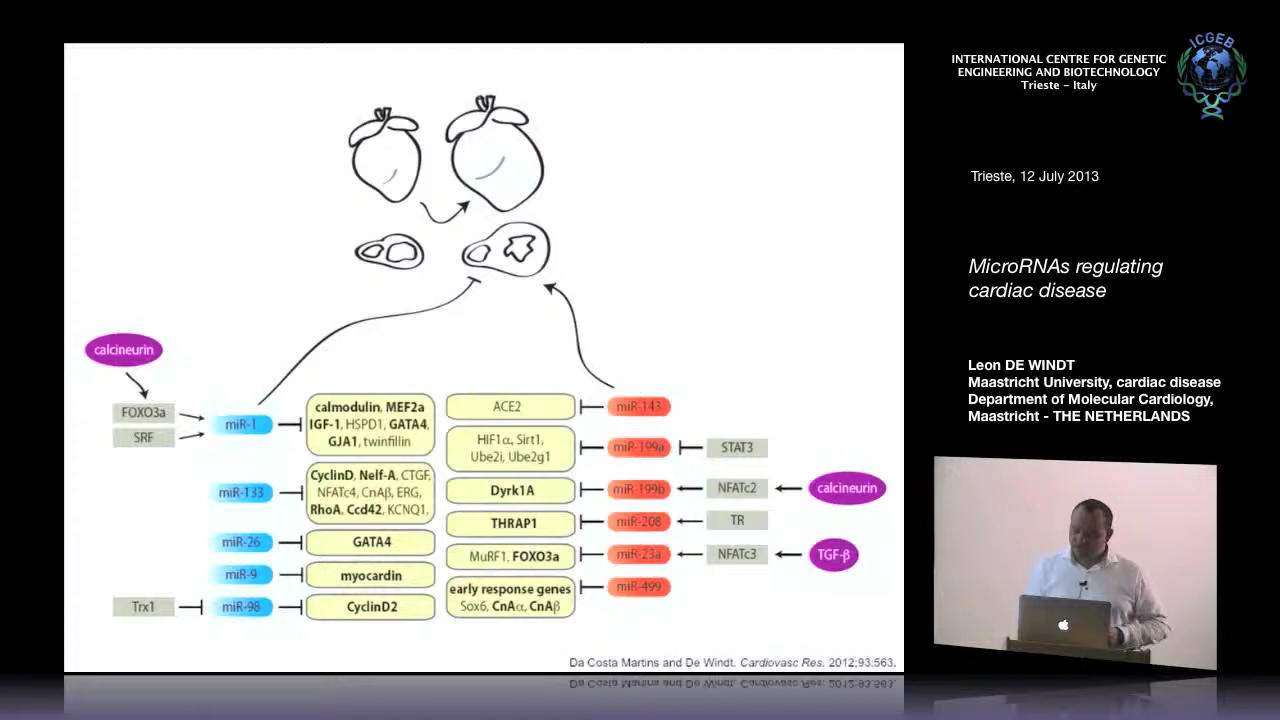 INTERNATIONAL CENTRE FOR GENETIC
ENGINEERING AND BIOTECHNOLOGY
Trieste - Italy
ICGEB
Trieste, 12 July 2013
MicroRNAs regulating
cardiac disease
Leon DE WINDT
Maastricht University, cardiac disease
Department of Molecular Cardiology,
Maastricht - THE NETHERLANDS
calcineurin
FOXO3a
SRF
miR-1
calmodulin, MEF2a
IGF-1, HSPD1, GATA4,
GJA1, twinfillin
miR-133
CyclinD, Nelf-A, CTGF,
NFATc4, CnAβ, ERG,
RhoA, Ccd42, KCNQ1,
miR-26
GATA4
miR-9
myocardin
Trx1
miR-98
CyclinD2
ACE2
miR-143
HIF1α, Sirt1,
Ube2i, Ube2g1
miR-199a
STAT3
Dyrk1A
miR-199b
NFATc2
calcineurin
THRAP1
miR-208
TR
MuRF1, FOXO3a
miR-23a
NFATc3
TGF-β
early response genes
Sox6, CnAα, CnAβ
miR-499
Da Costa Martins and De Windt. Cardiovasc Res. 2012;93:563.